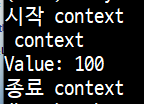 시작 context
context
Value: 100
종료 context